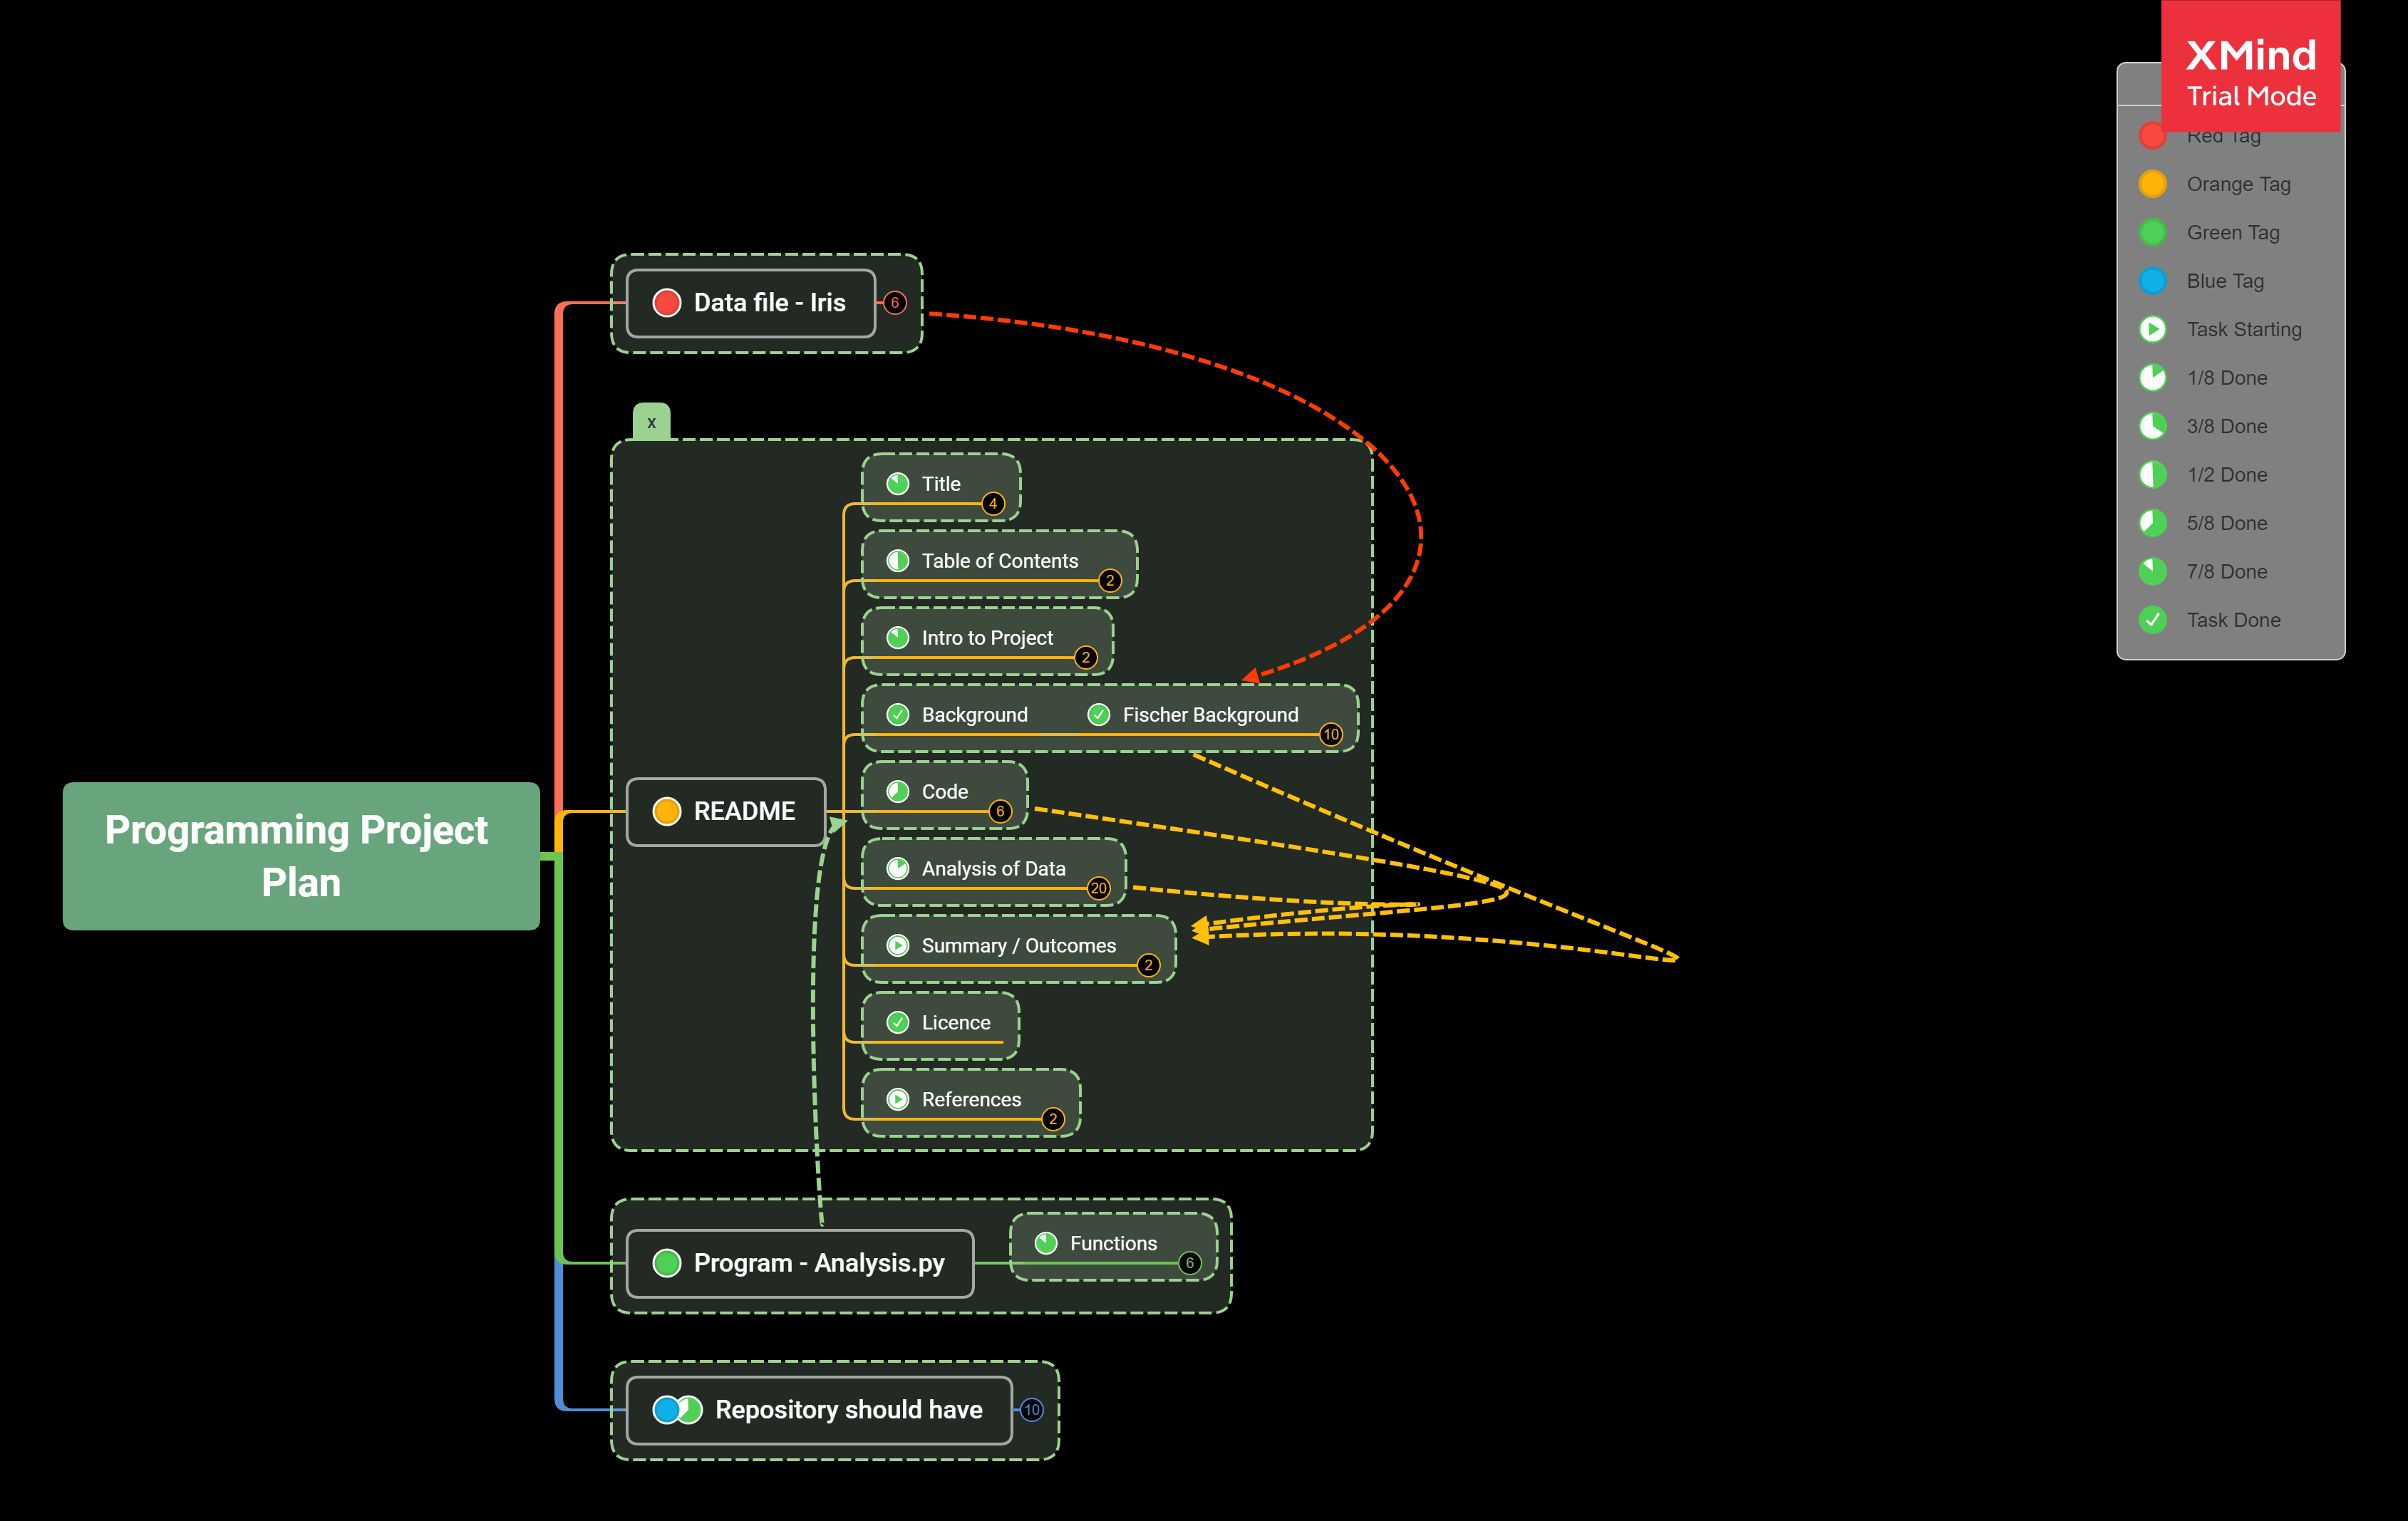 XMind
Trial Mode
Red Tag
Orange Tag
Green Tag
Blue Tag
Task Starting
1/8 Done
3/8 Done
1/2 Done
5/8 Done
7/8 Done
Task Done
Programming Project
Plan
Data file - Iris
6
x
README
Title
4
Table of Contents
2
Intro to Project
2
Background
Fischer Background
10
Code
6
Analysis of Data
20
Summary / Outcomes
2
Licence
References
2
Program - Analysis.py
Functions
6
Repository should have
10